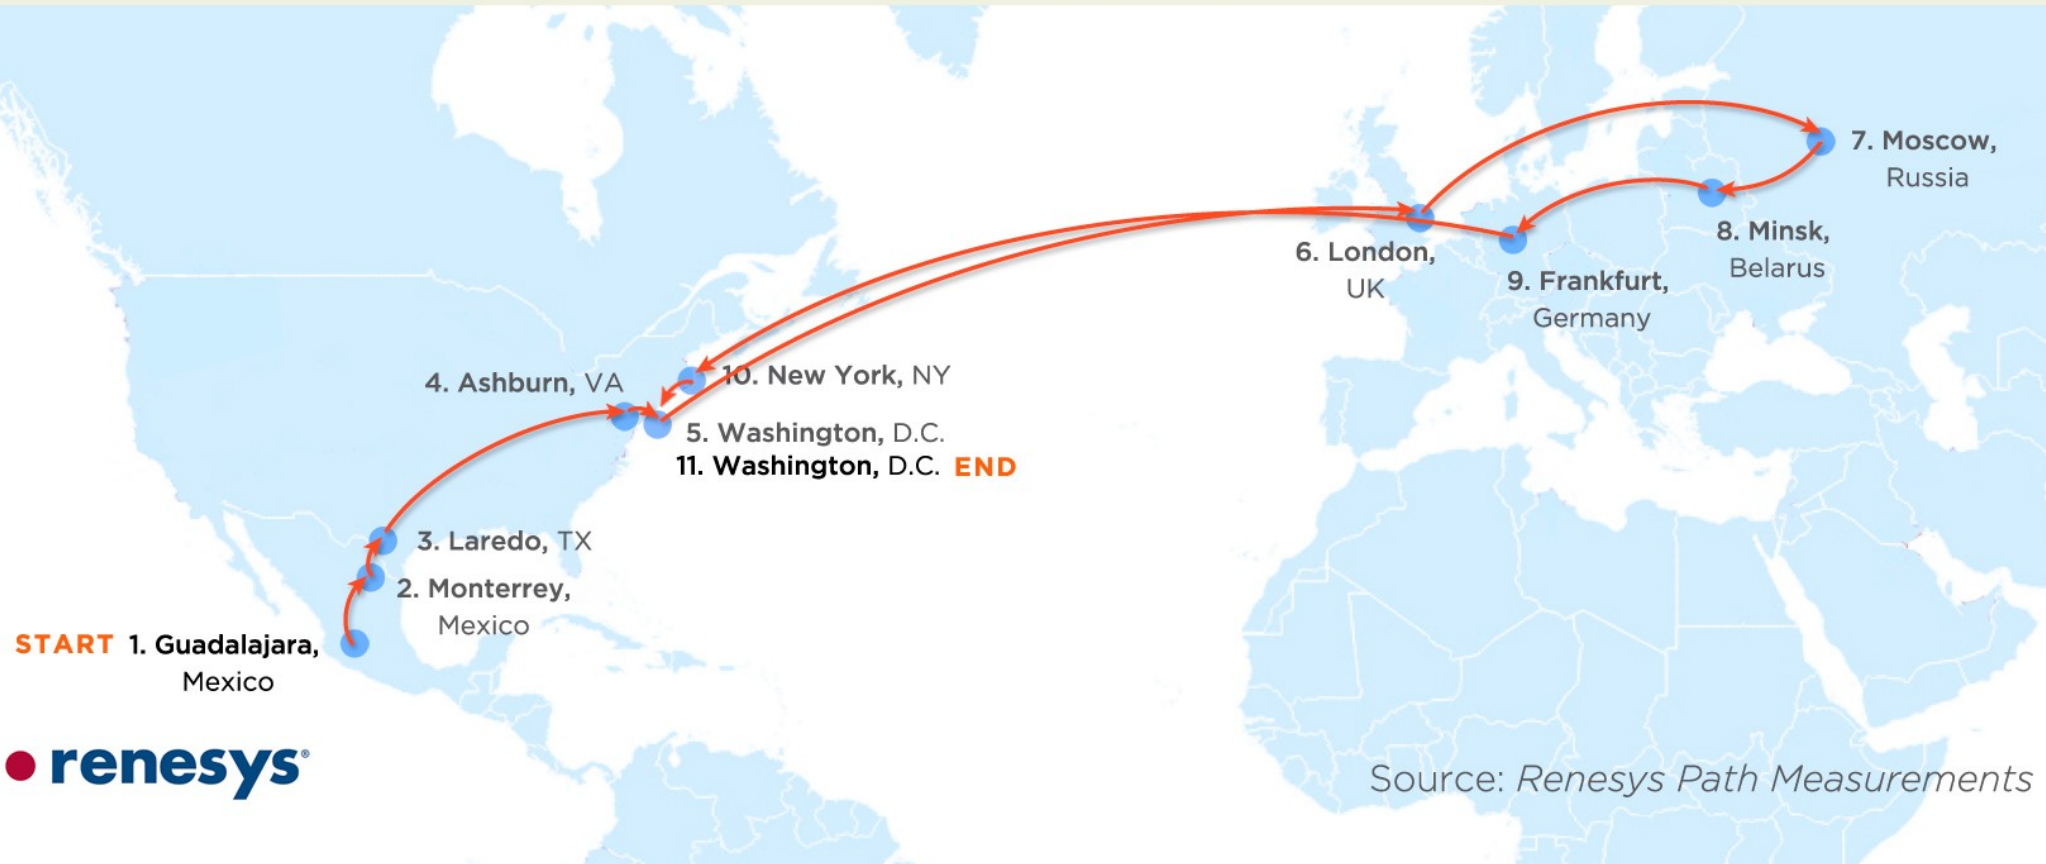 7. Moscow,
Russia
8. Minsk,
Belarus
6. London,
UK
9. Frankfurt,
Germany
4. Ashburn, VA
10. New York, NY
5. Washington, D.C.
11. Washington, D.C. END
3. Laredo, TX
2. Monterrey,
Mexico
START 1. Guadalajara,
Mexico
renesys®
Source: Renesys Path Measurements